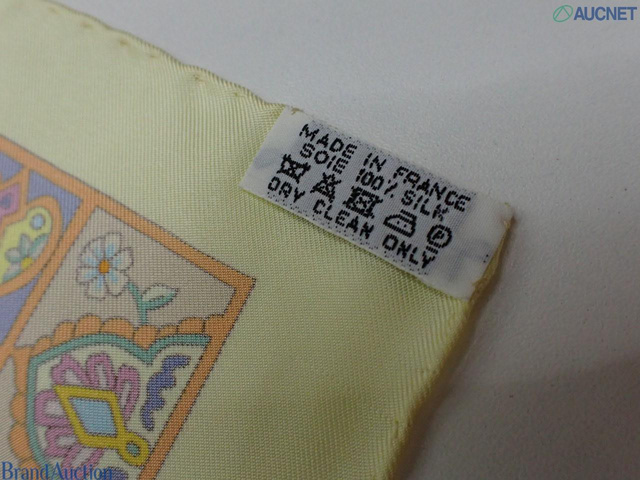 AUCNET
MADE IN FRANCE
SOIE 100% SILK
P
DRY CLEAN ONLY
BrandAuction